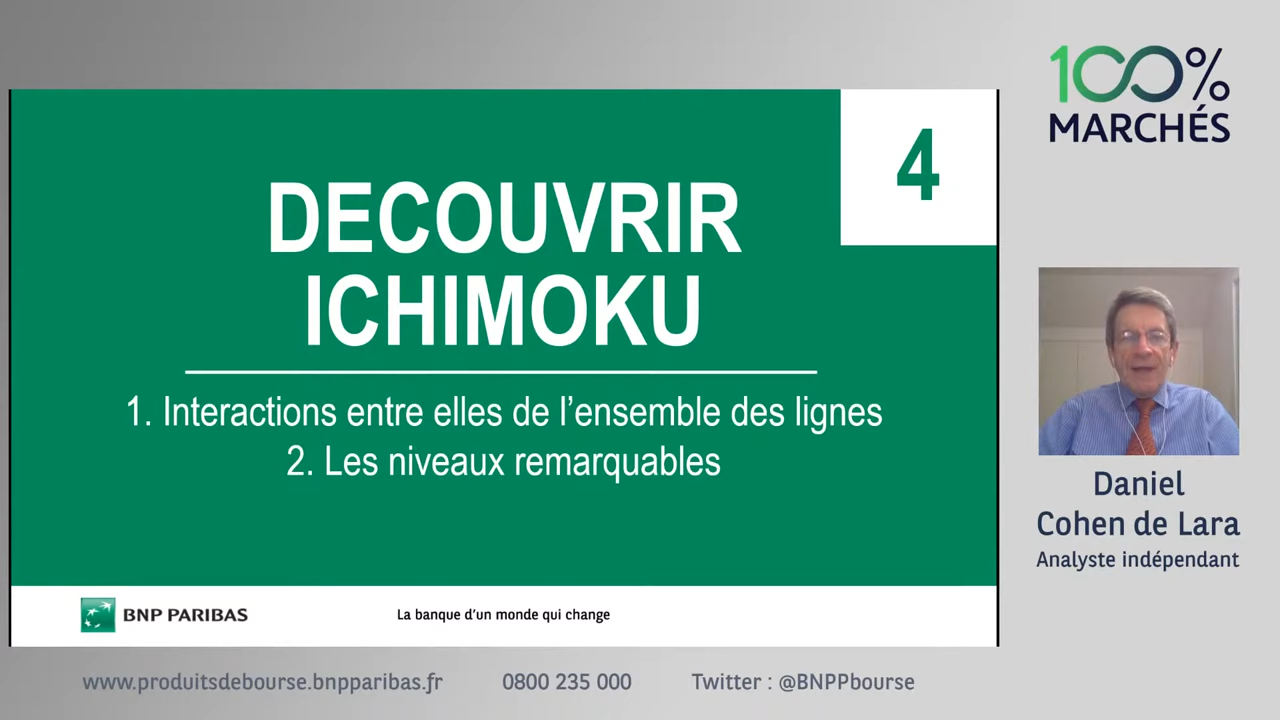 100%
MARCHÉS
4
DECOUVRIR
ICHIMOKU
1. Interactions entre elles de l’ensemble des lignes
2. Les niveaux remarquables
Daniel
Cohen de Lara
Analyste indépendant
BNP PARIBAS
La banque d’un monde qui change
www.produitsdebourse.bnpparibas.fr
0800 235 000
Twitter : @BNPPbourse